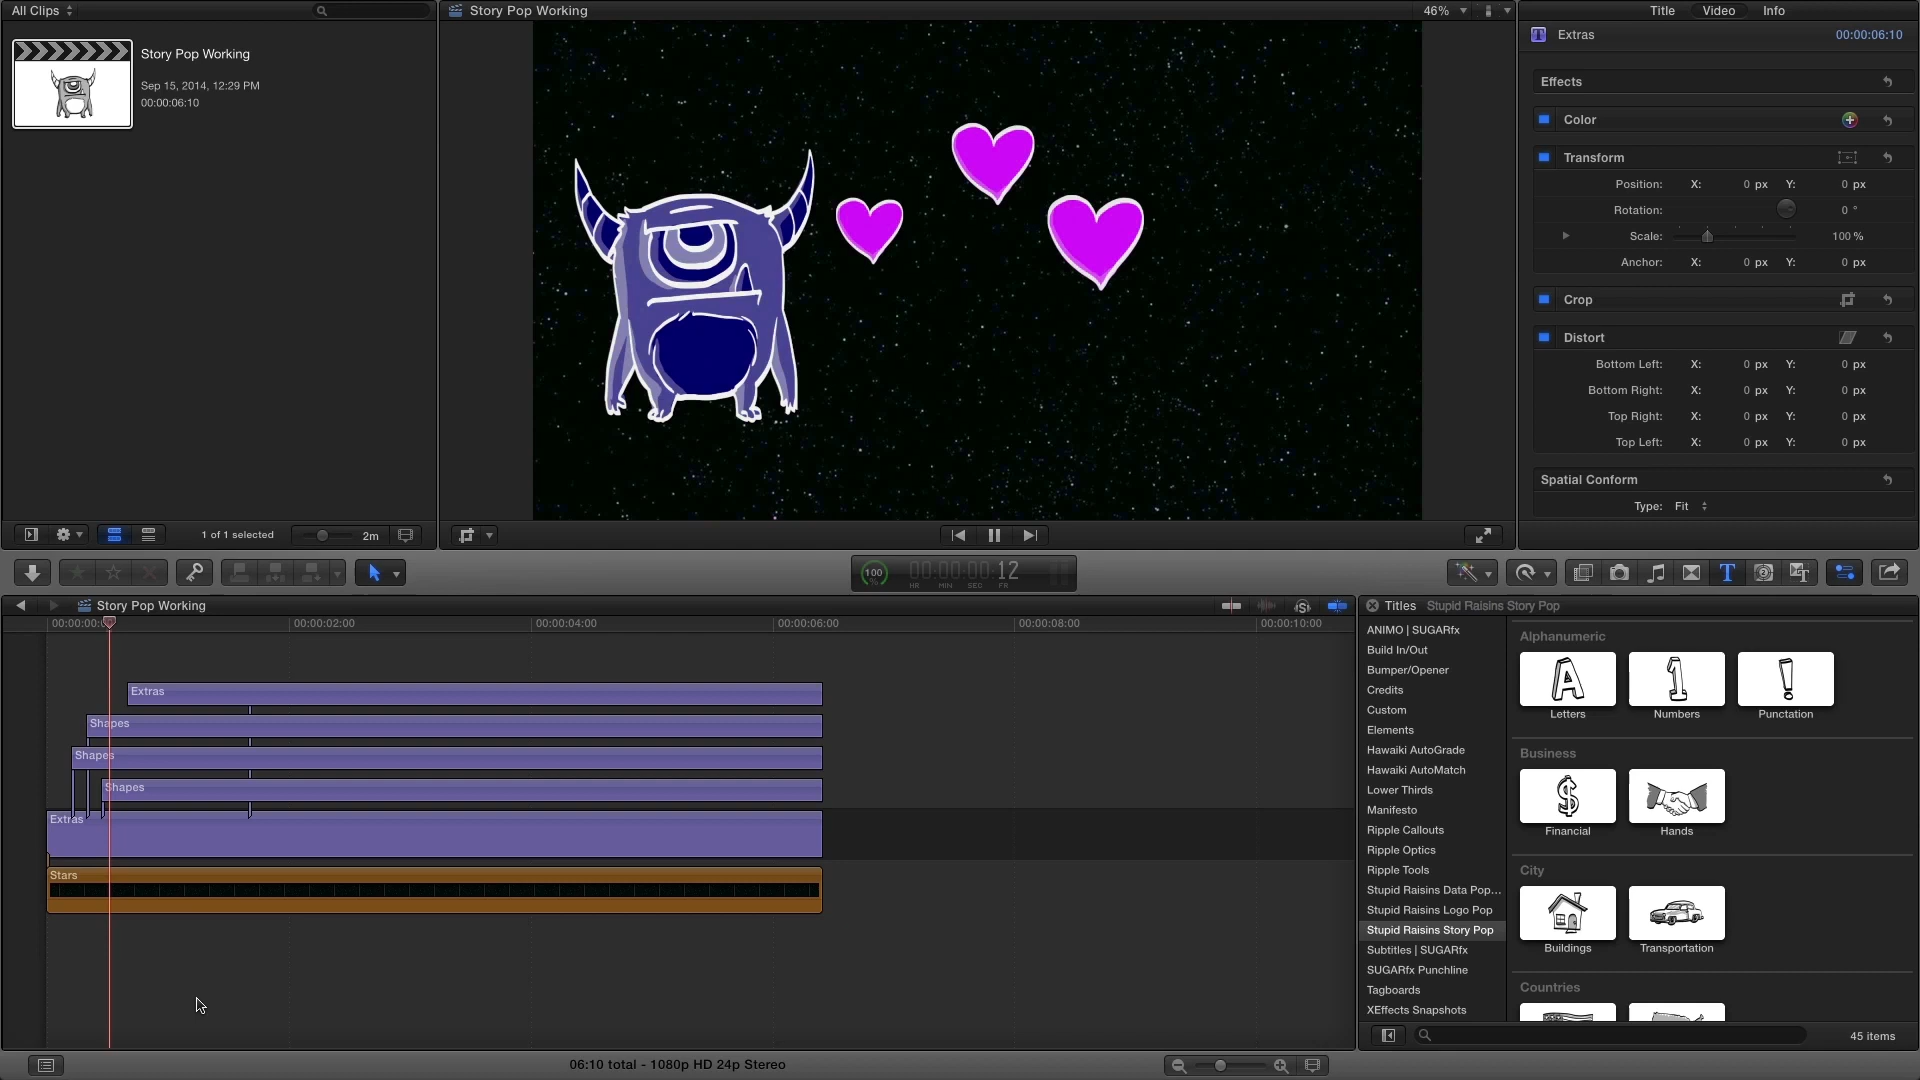 All Clips
Story Pop Working
Sep 15, 2014, 12:29 PM
00:00:06:10
1 of 1 selected
2m
Story Pop Working
46%
Title Video Info
Extras 00:00:06:10
Effects
Color
Transform
Position: X: 0 px Y: 0 px
Rotation: 0 °
Scale: 100 %
Anchor: X: 0 px Y: 0 px
Crop
Distort
Bottom Left: X: 0 px Y: 0 px
Bottom Right: X: 0 px Y: 0 px
Top Right: X: 0 px Y: 0 px
Top Left: X: 0 px Y: 0 px
Spatial Conform
Type: Fit
100 %
00:00:00:12
HR MIN SEC FR
Story Pop Working
00:00:00:
00:00:02:00
00:00:04:00
00:00:06:00
00:00:08:00
00:00:10:00
Extras
Shapes
Shapes
Shapes
Extras
Stars
06:10 total - 1080p HD 24p Stereo
Titles Stupid Raisins Story Pop
ANIMO | SUGARfx
Build In/Out
Bumper/Opener
Credits
Custom
Elements
Hawaiki AutoGrade
Hawaiki AutoMatch
Lower Thirds
Manifesto
Ripple Callouts
Ripple Optics
Ripple Tools
Stupid Raisins Data Pop...
Stupid Raisins Logo Pop
Stupid Raisins Story Pop
Subtitles | SUGARfx
SUGARfx Punchline
Tagboards
XEffects Snapshots
Alphanumeric
A 1 !
Letters Numbers Punctation
Business
$
Financial Hands
City
Buildings Transportation
Countries
45 items